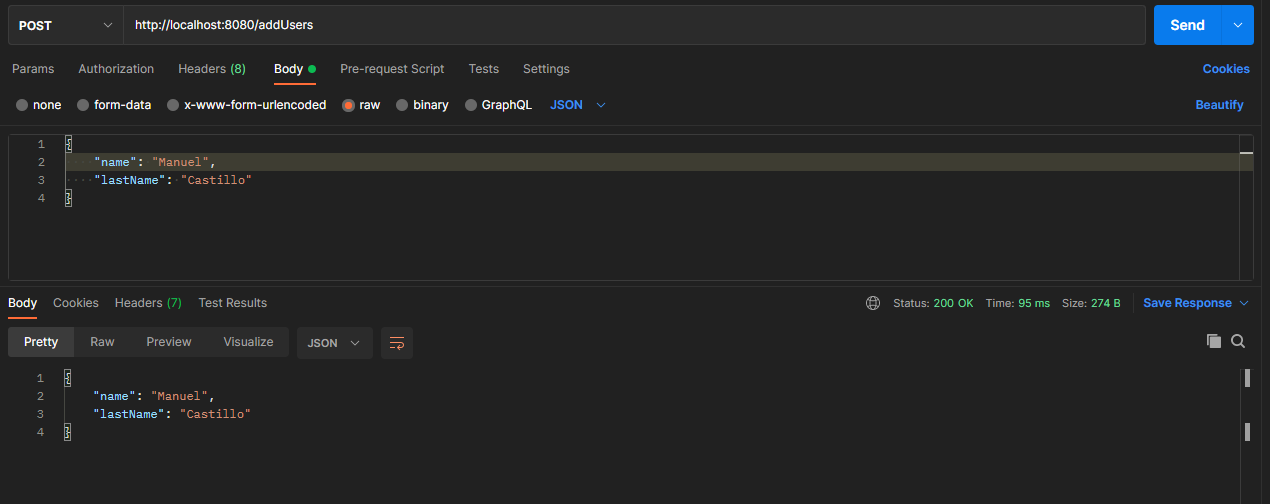 POST http://localhost:8080/addUsers Send
Params Authorization Headers (8) Body Pre-request Script Tests Settings Cookies
none form-data x-www-form-urlencoded raw binary GraphQL JSON Beautify
1 {
2 "name": "Manuel",
3 "lastName": "Castillo"
4 }
Body Cookies Headers (7) Test Results Status: 200 OK Time: 95 ms Size: 274 B Save Response
Pretty Raw Preview Visualize JSON
1 {
2 "name": "Manuel",
3 "lastName": "Castillo"
4 }